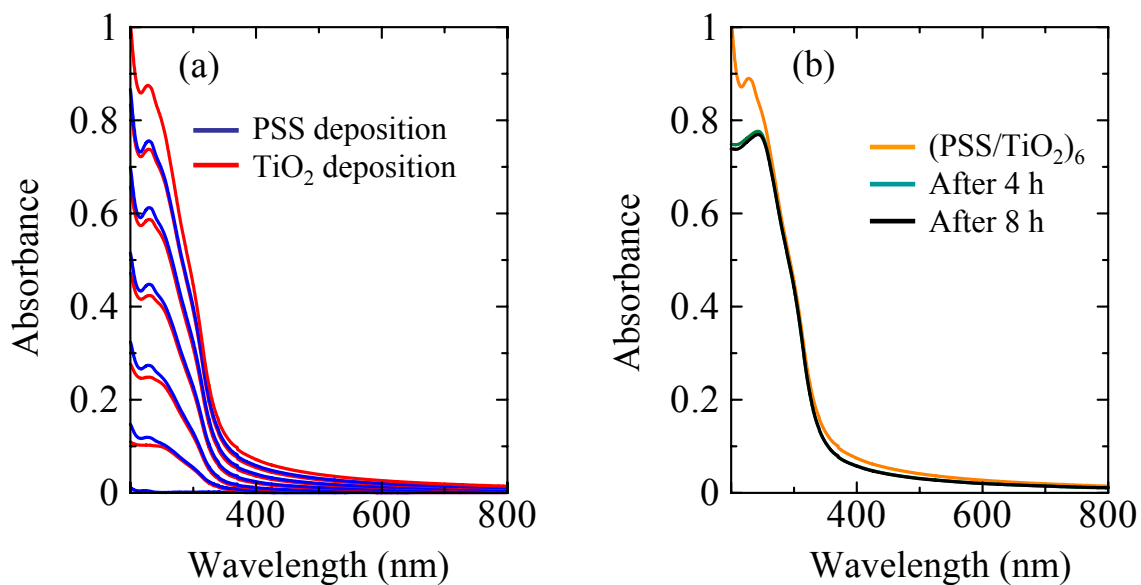 (a)
PSS deposition
TiO₂ deposition
Absorbance
1
0.8
0.6
0.4
0.2
0
400
600
800
Wavelength (nm)
(b)
(PSS/TiO₂)₆
After 4 h
After 8 h
Absorbance
1
0.8
0.6
0.4
0.2
0
400
600
800
Wavelength (nm)